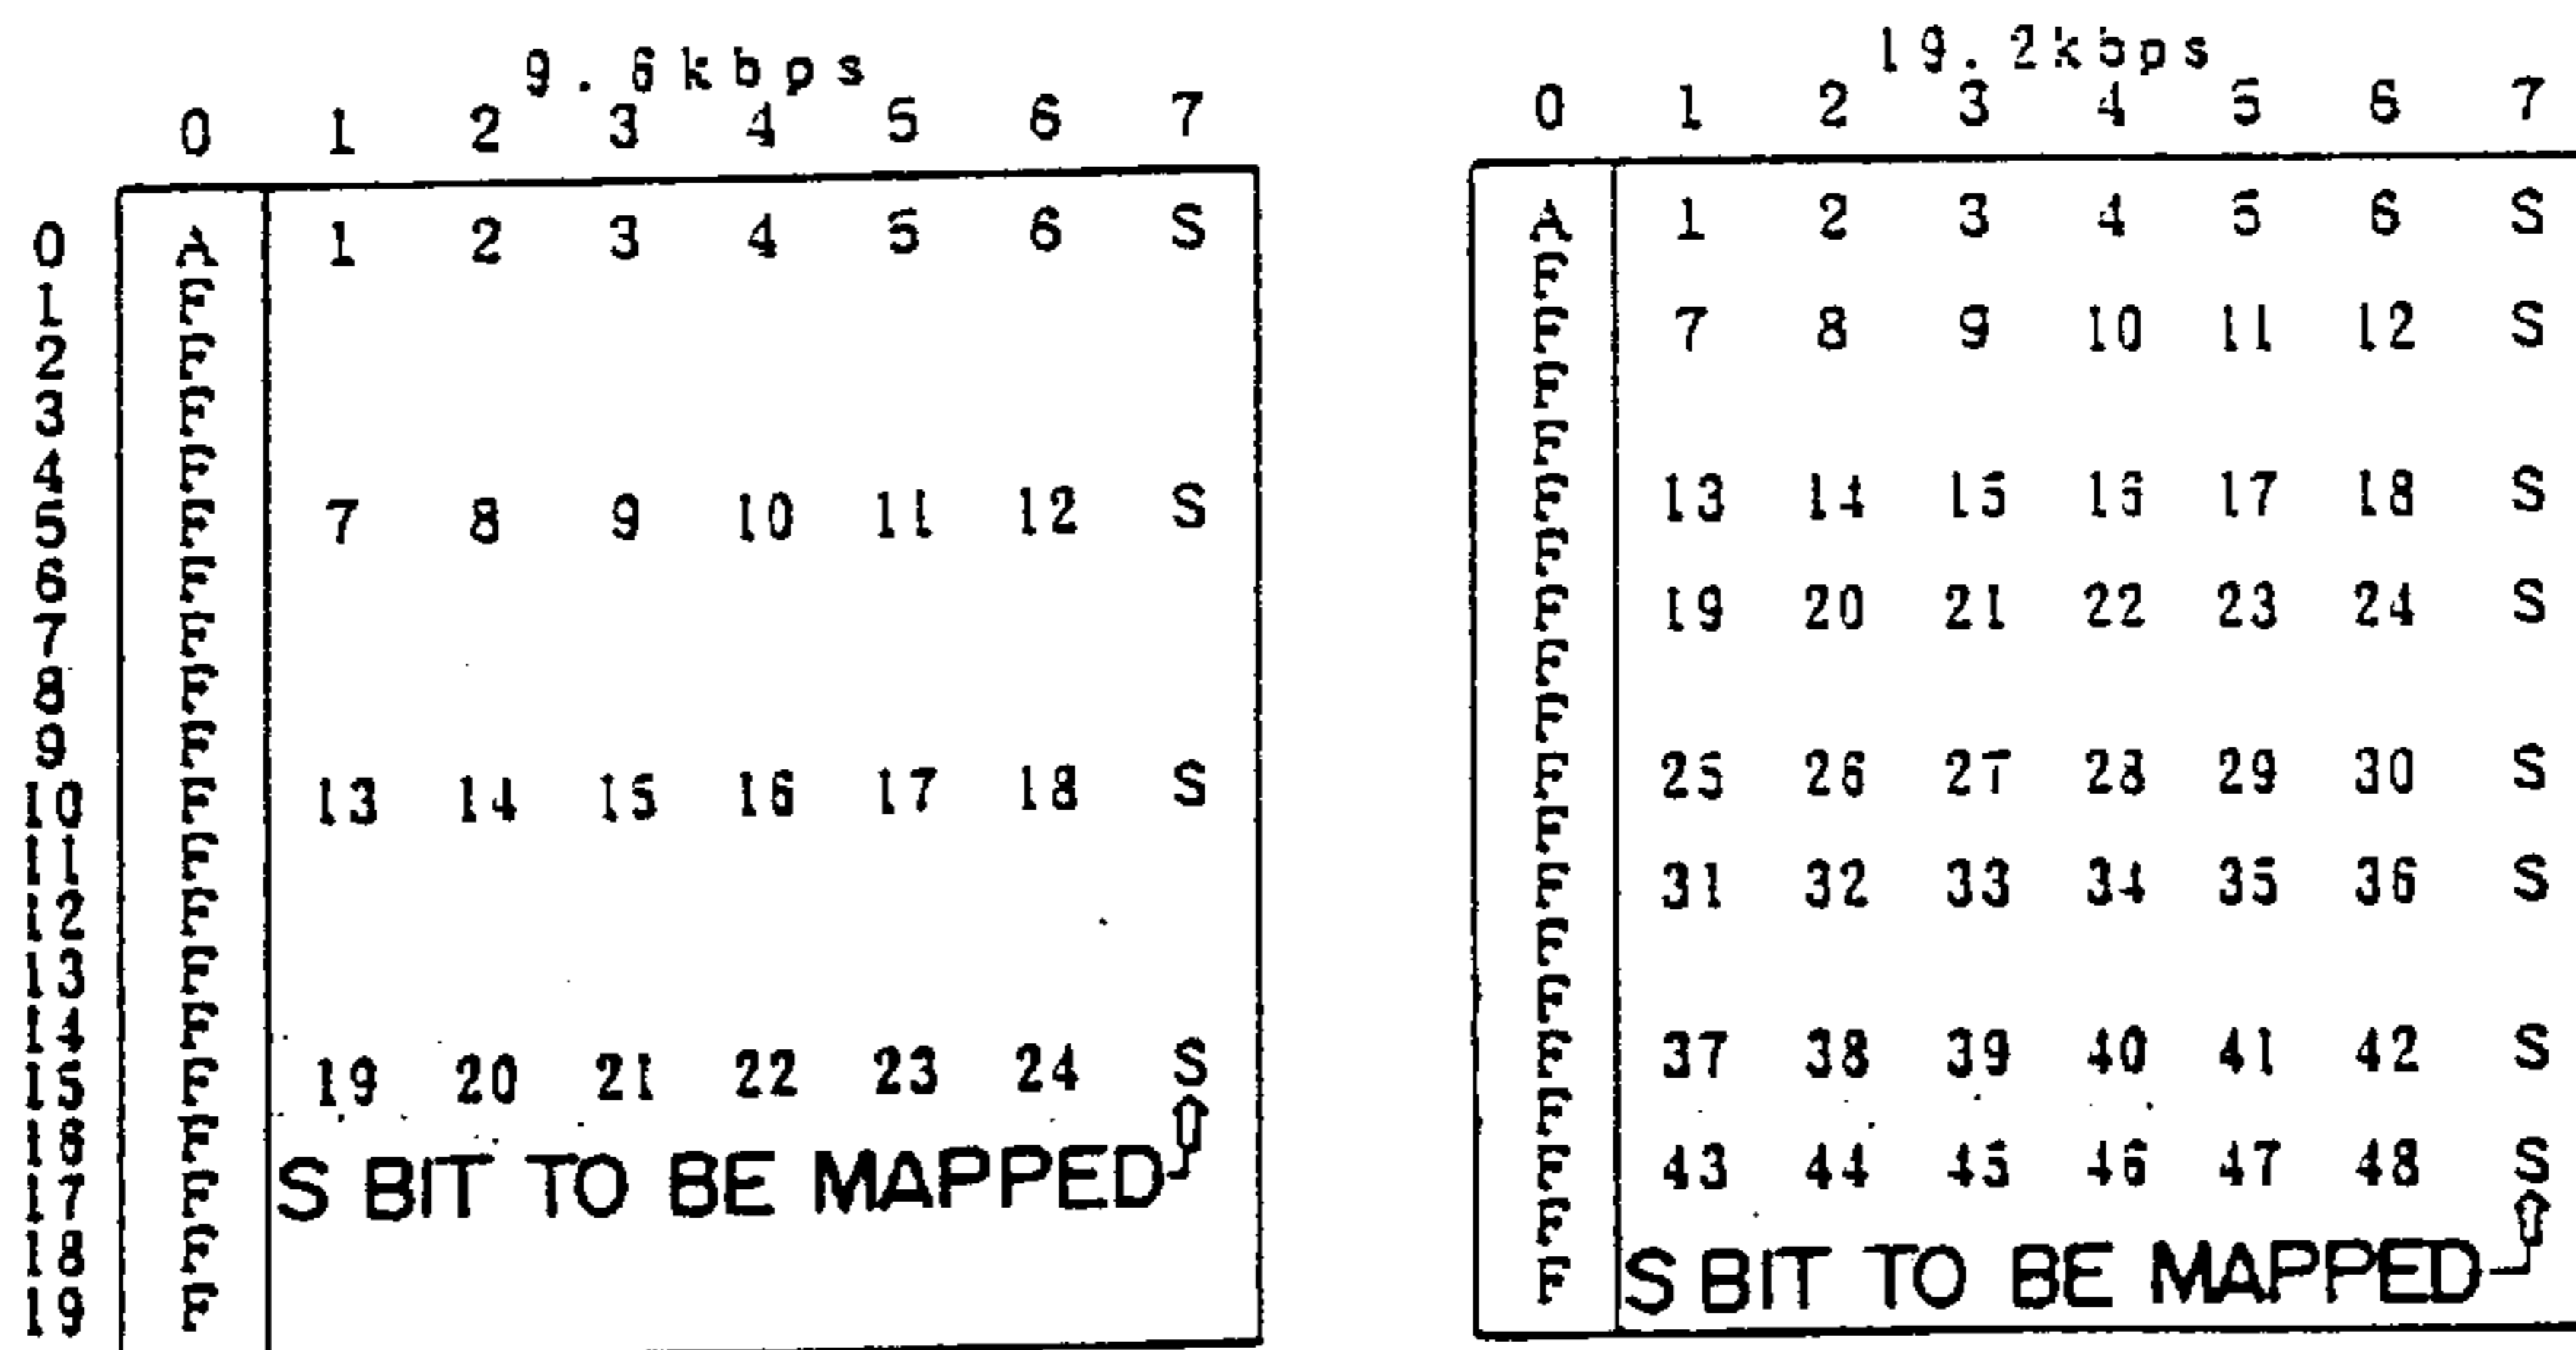 9.6kbps
0 1 2 3 4 5 6 7
0 A 1 2 3 4 5 6 S
1
2
3
4
5 7 8 9 10 11 12 S
6
7
8
9
10 13 14 15 16 17 18 S
11
12
13
14
15 19 20 21 22 23 24 S
16
17 S BIT TO BE MAPPED
18
19
19.2kbps
0 1 2 3 4 5 6 7
A 1 2 3 4 5 6 S
7 8 9 10 11 12 S
13 14 15 16 17 18 S
19 20 21 22 23 24 S
25 26 27 28 29 30 S
31 32 33 34 35 36 S
37 38 39 40 41 42 S
43 44 45 46 47 48 S
S BIT TO BE MAPPED